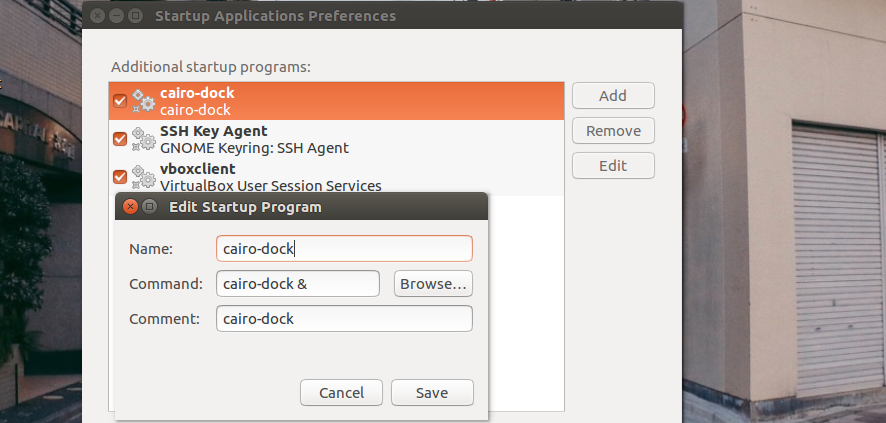 Startup Applications Preferences
Additional startup programs:
cairo-dock
cairo-dock
SSH Key Agent
GNOME Keyring: SSH Agent
vboxclient
VirtualBox User Session Services
Add
Remove
Edit
Edit Startup Program
Name: cairo-dock
Command: cairo-dock & Browse...
Comment: cairo-dock
Cancel Save
CAPITAL